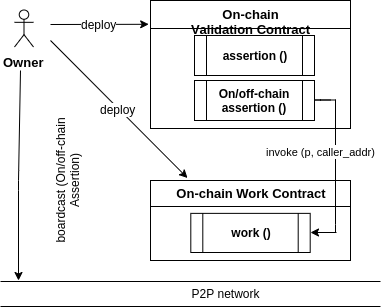 On-chain
Validation Contract
deploy
assertion ()
Owner
On/off-chain
assertion ()
deploy
invoke (p, caller_addr)
boardcast (On/off-chain
Assertion)
On-chain Work Contract
work ()
P2P network